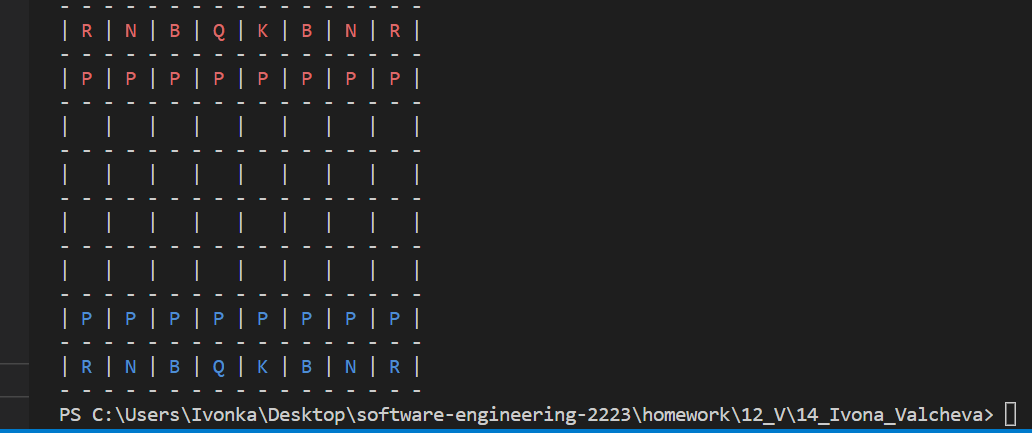 - - - - - - - - - - - - - - - - -
| R | N | B | Q | K | B | N | R |
- - - - - - - - - - - - - - - - -
| P | P | P | P | P | P | P | P |
- - - - - - - - - - - - - - - - -
|   |   |   |   |   |   |   |   |
- - - - - - - - - - - - - - - - -
|   |   |   |   |   |   |   |   |
- - - - - - - - - - - - - - - - -
|   |   |   |   |   |   |   |   |
- - - - - - - - - - - - - - - - -
|   |   |   |   |   |   |   |   |
- - - - - - - - - - - - - - - - -
| P | P | P | P | P | P | P | P |
- - - - - - - - - - - - - - - - -
| R | N | B | Q | K | B | N | R |
- - - - - - - - - - - - - - - - -
PS C:\Users\Ivonka\Desktop\software-engineering-2223\homework\12_V\14_Ivona_Valcheva>